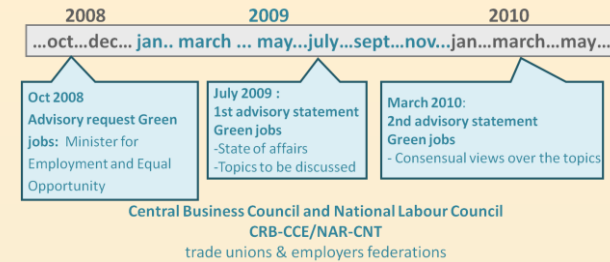 2008
2009
2010
...oct...dec... jan.. march ... may...july...sept...nov...jan...march...may...
Oct 2008
Advisory request Green
jobs: Minister for
Employment and Equal
Opportunity
July 2009 :
1st advisory statement
Green jobs
-State of affairs
-Topics to be discussed
March 2010:
2nd advisory statement
Green jobs
- Consensual views over the topics
Central Business Council and National Labour Council
CRB-CCE/NAR-CNT
trade unions & employers federations